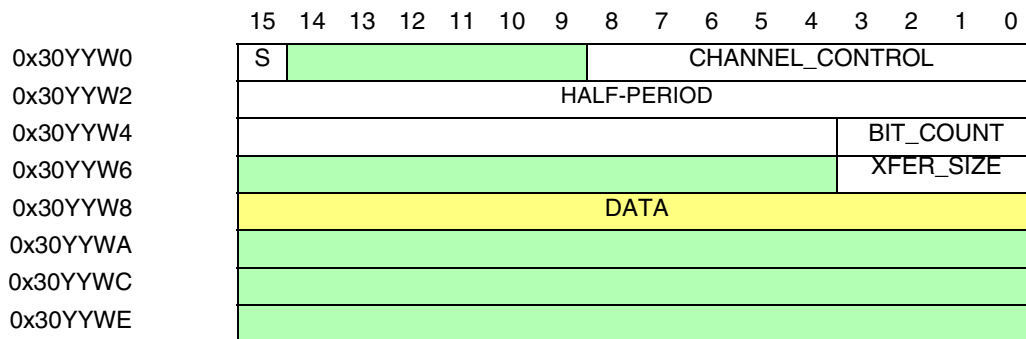 15 14 13 12 11 10 9 8 7 6 5 4 3 2 1 0
0x30YYW0 S CHANNEL_CONTROL
0x30YYW2 HALF-PERIOD
0x30YYW4 BIT_COUNT
0x30YYW6 XFER_SIZE
0x30YYW8 DATA
0x30YYWA
0x30YYWC
0x30YYWE